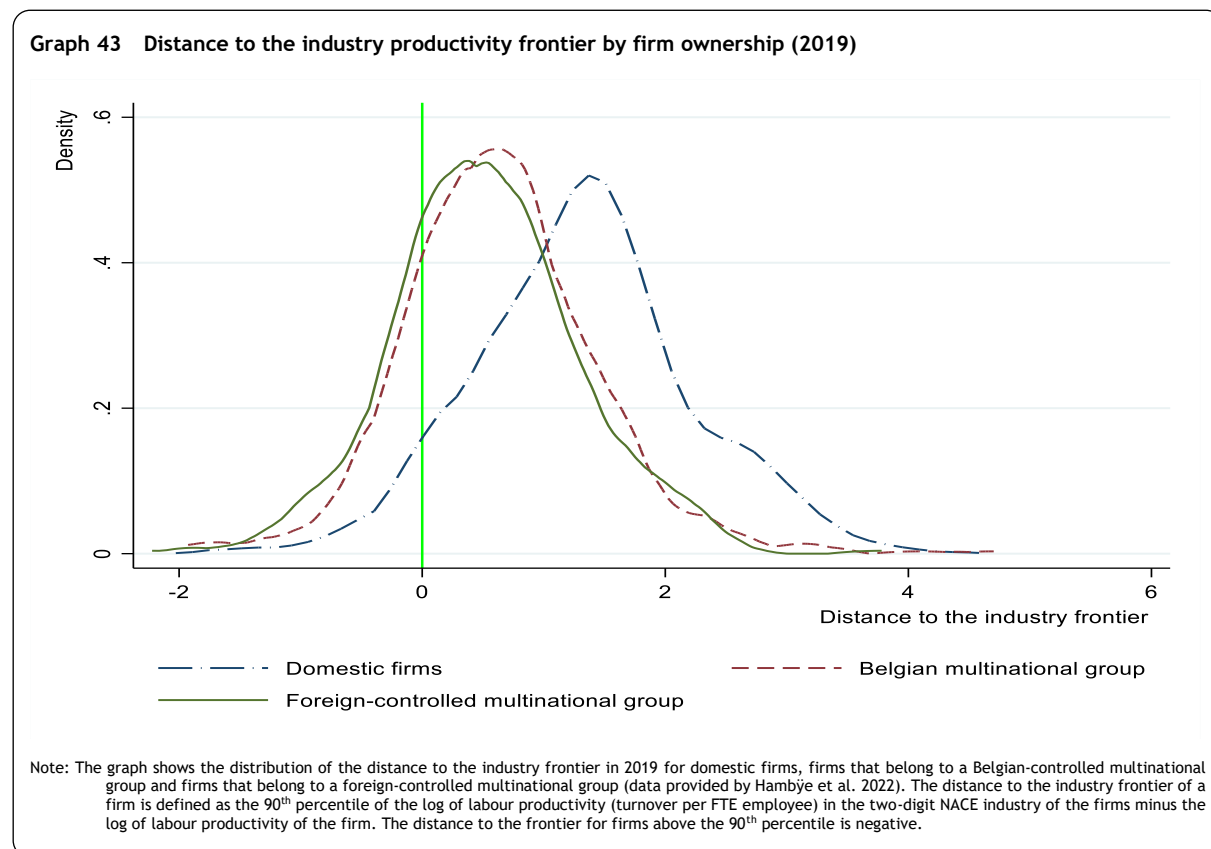 Graph 43 Distance to the industry productivity frontier by firm ownership (2019)
Density
.6
.4
.2
0
-2 0 2 4 6
Distance to the industry frontier
Domestic firms
Belgian multinational group
Foreign-controlled multinational group
Note: The graph shows the distribution of the distance to the industry frontier in 2019 for domestic firms, firms that belong to a Belgian-controlled multinational
group and firms that belong to a foreign-controlled multinational group (data provided by Hambÿe et al. 2022). The distance to the industry frontier of a
firm is defined as the 90th percentile of the log of labour productivity (turnover per FTE employee) in the two-digit NACE industry of the firms minus the
log of labour productivity of the firm. The distance to the frontier for firms above the 90th percentile is negative.